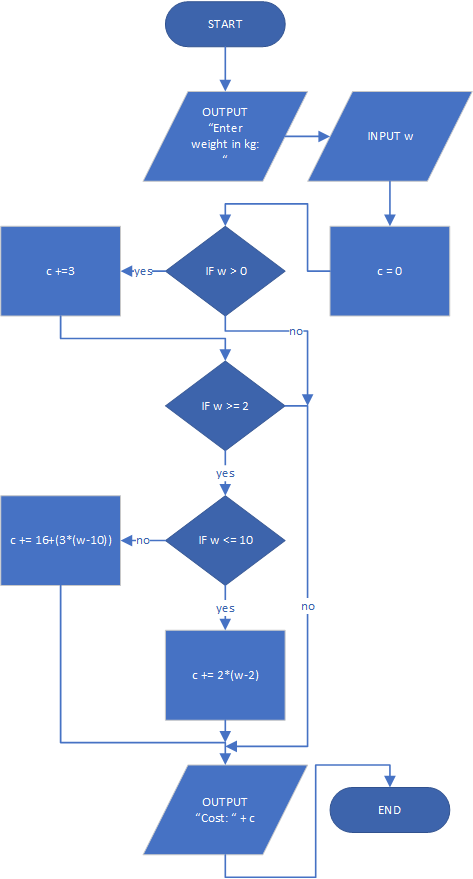 START
OUTPUT
“Enter
weight in kg:
“
INPUT w
c +=3
yes
IF w > 0
c = 0
no
IF w >= 2
yes
c += 16+(3*(w-10))
no
IF w <= 10
yes
no
c += 2*(w-2)
OUTPUT
“Cost: “ + c
END